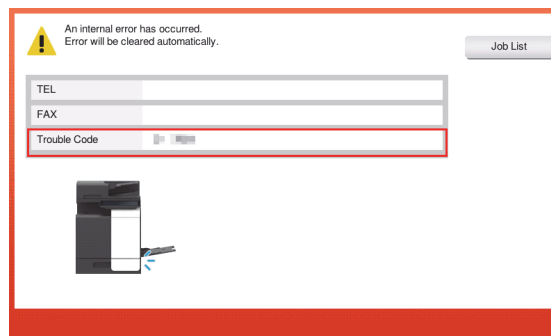 An internal error has occurred.
Error will be cleared automatically.
Job List
TEL
FAX
Trouble Code